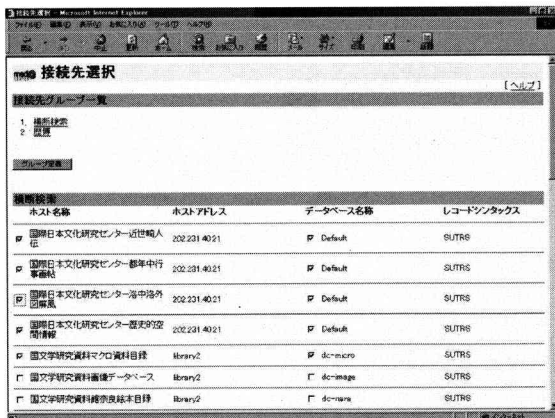 接続先選択 - Microsoft Internet Explorer
接続先選択
[ヘルプ]
接続先グループ一覧
1. 横断検索
2.
グループ定義
横断検索
ホスト名称 ホストアドレス データベース名称 レコードシンタックス
国際日本文化研究センター近世畸人伝 202.231.40.21 Default SUTRS
国際日本文化研究センター都年中行事画帖 202.231.40.21 Default SUTRS
国際日本文化研究センター洛中洛外図屏風 202.231.40.21 Default SUTRS
国際日本文化研究センター歴史的空間情報 202.231.40.21 Default SUTRS
国文学研究資料マクロ資料目録 library2 dc-micro SUTRS
国文学研究資料画像データベース library2 dc-image SUTRS
国文学研究資料館奈良絵本目録 library2 dc-nara SUTRS